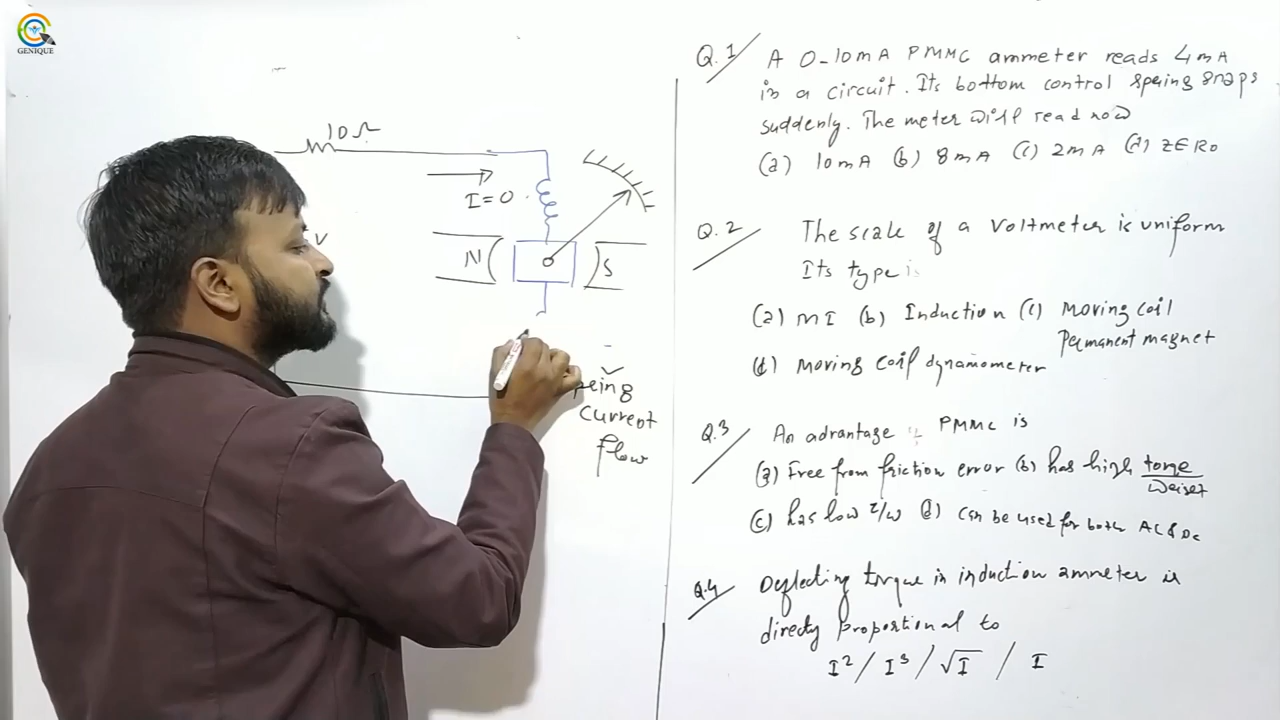 GENIQUE
10Ω
I=0
V
N
S
current
flow
Q.1 A 0-10mA PMMC ammeter reads 4mA
in a circuit. Its bottom control spring snaps
suddenly. The meter will read now
(a) 10mA (b) 8mA (c) 2mA (d) ZERO
Q.2 The scale of a voltmeter is uniform
Its type is
(a) MI (b) Induction (c) Moving coil
Permanent magnet
(d) Moving coil dynamometer
Q.3 An advantage of PMMC is
(a) Free from friction error (b) has high torqe
(c) has low τ/w (d) can be used for both AC & DC
Q.4 Deflecting torque in induction ammeter is
directly proportional to
I² / I³ / √I / I